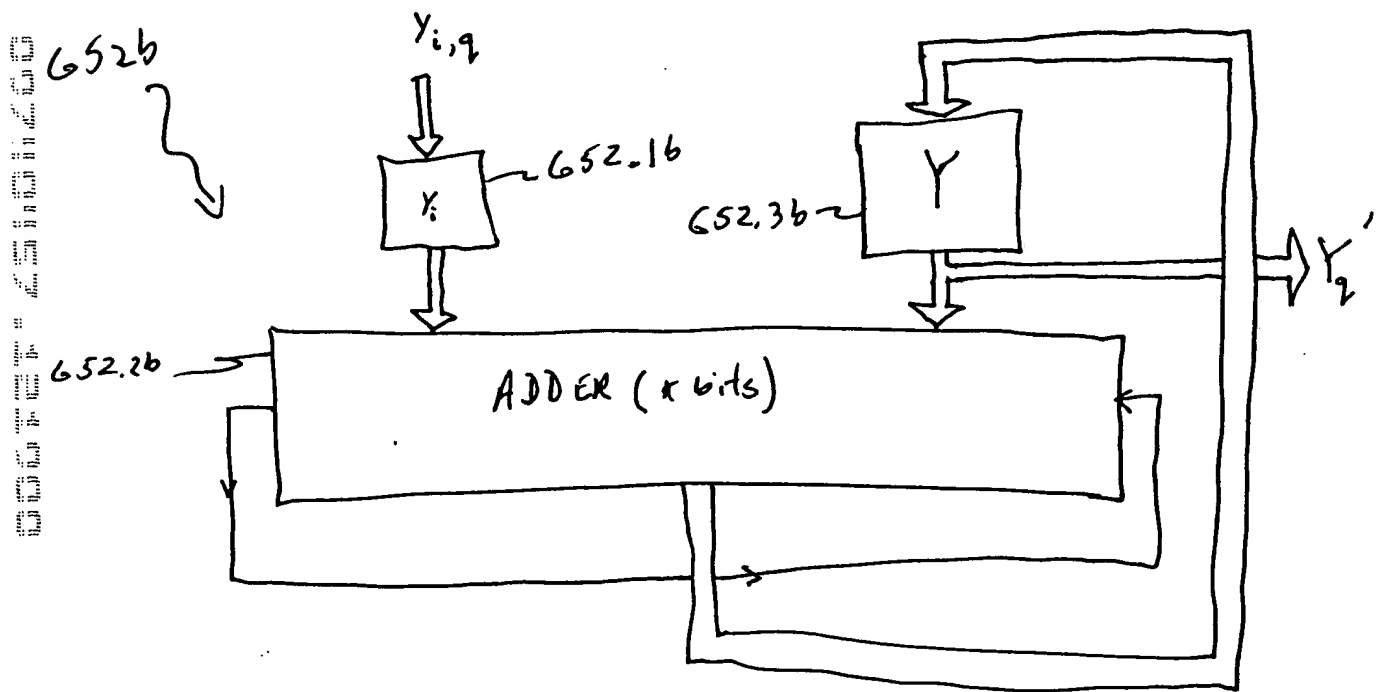 652b
Yi,q
Yi
652.1b
Y
652.3b
Yq'
652.2b
ADDER (* bits)